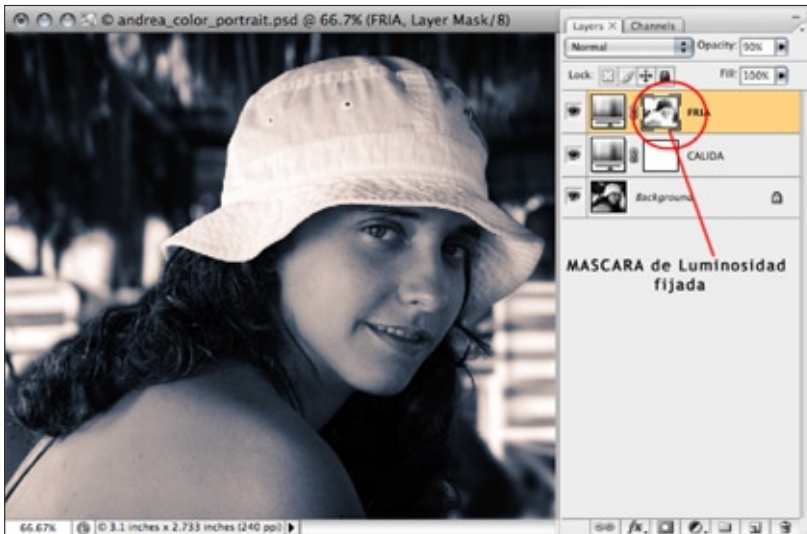 © andrea_color_portrait.psd @ 66.7% (FRIA, Layer Mask/8)
Layers × Channels
Normal Opacity: 90%
Lock: Fill: 100%
FRIA
CALIDA
Background
MASCARA de Luminosidad
fijada
66.67% © 3.1 inches x 2.733 inches (240 ppi)